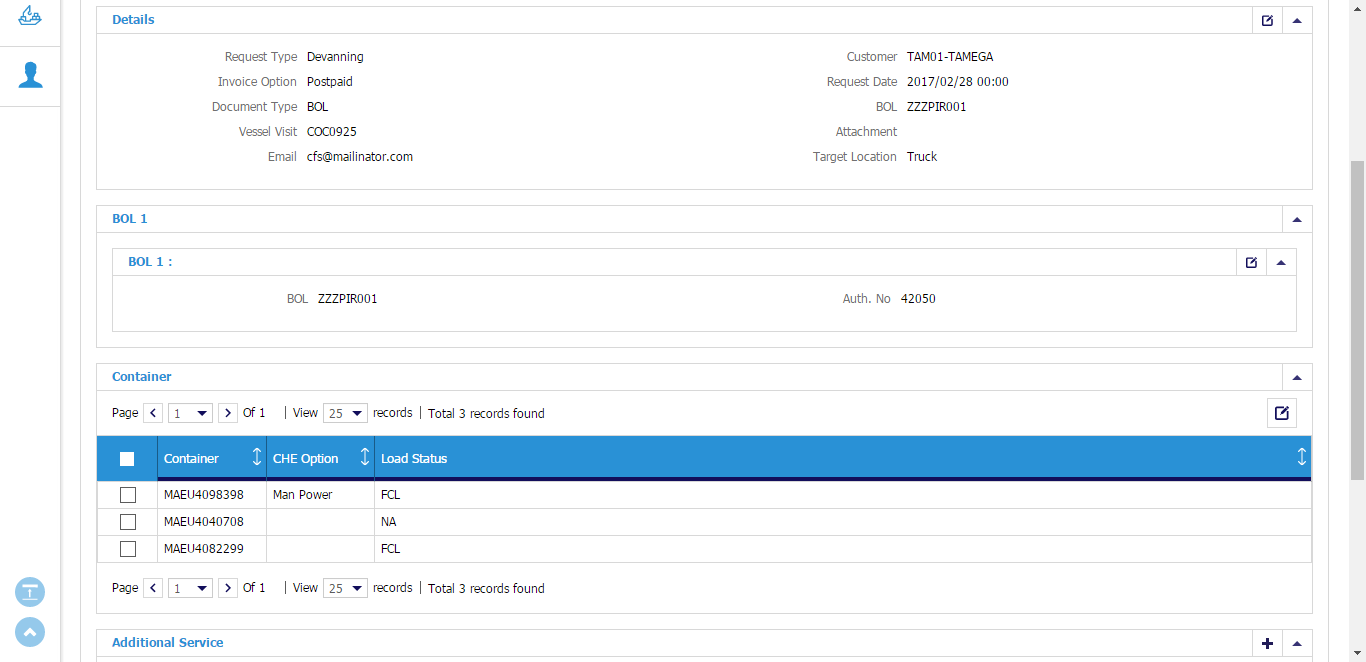 Details
Request Type Devanning Customer TAM01-TAMEGA
Invoice Option Postpaid Request Date 2017/02/28 00:00
Document Type BOL BOL ZZZPIR001
Vessel Visit COC0925 Attachment
Email cfs@mailinator.com Target Location Truck
BOL 1
BOL 1 :
BOL ZZZPIR001 Auth. No 42050
Container
Page 1 Of 1 | View 25 records | Total 3 records found
Container CHE Option Load Status
MAEU4098398 Man Power FCL
MAEU4040708 NA
MAEU4082299 FCL
Page 1 Of 1 | View 25 records | Total 3 records found
Additional Service